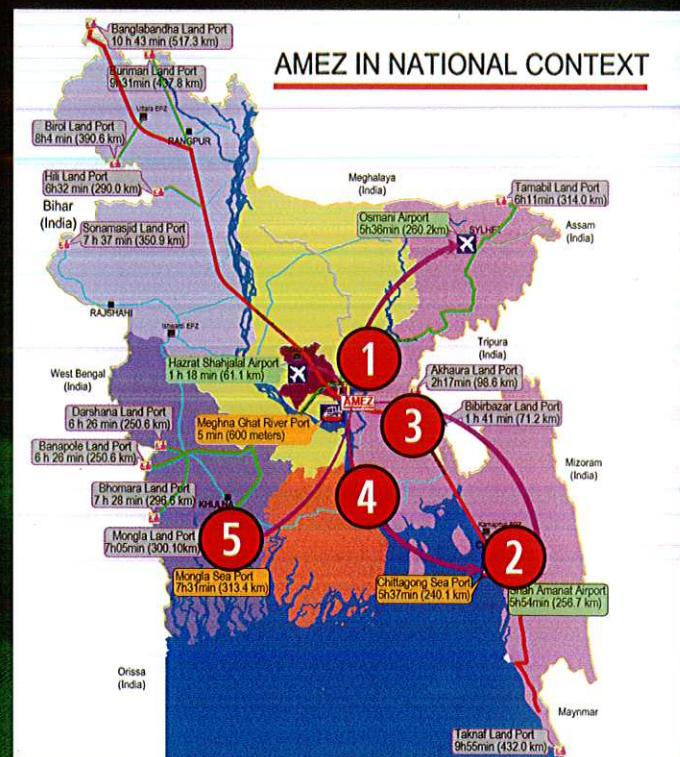 AMEZ IN NATIONAL CONTEXT
Banglabandha Land Port
10 h 43 min (517.3 km)
Burimari Land Port
9h31min (437.8 km)
Uttara EPZ
Birol Land Port
8h4 min (390.6 km)
RANGPUR
Hili Land Port
6h32 min (290.0 km)
Meghalaya
(India)
Tamabil Land Port
6h11min (314.0 km)
Bihar
(India)
Osmani Airport
5h36min (260.2km)
SYLHET
Assam
(India)
Sonamasjid Land Port
7 h 37 min (350.9 km)
RAJSHAHI
Ishwardi EPZ
1
Tripura
(India)
West Bengal
(India)
Hazrat Shahjalal Airport
1 h 18 min (61.1 km)
Akhaura Land Port
2h17min (98.6 km)
AMEZ
Darshana Land Port
6 h 26 min (250.6 km)
Meghna Ghat River Port
5 min (600 meters)
3
Bibirbazar Land Port
1 h 41 min (71.2 km)
Banapole Land Port
6 h 26 min (250.6 km)
Mizoram
(India)
Bhomara Land Port
7 h 28 min (296.6 km)
KHULNA
4
Mongla Land Port
7h05min (300.10km)
5
Karnaphuli EPZ
2
Mongla Sea Port
7h31min (313.4 km)
Chittagong Sea Port
5h37min (240.1 km)
Shah Amanat Airport
5h54min (256.7 km)
Orissa
(India)
Maynmar
Taknaf Land Port
9h55min (432.0 km)